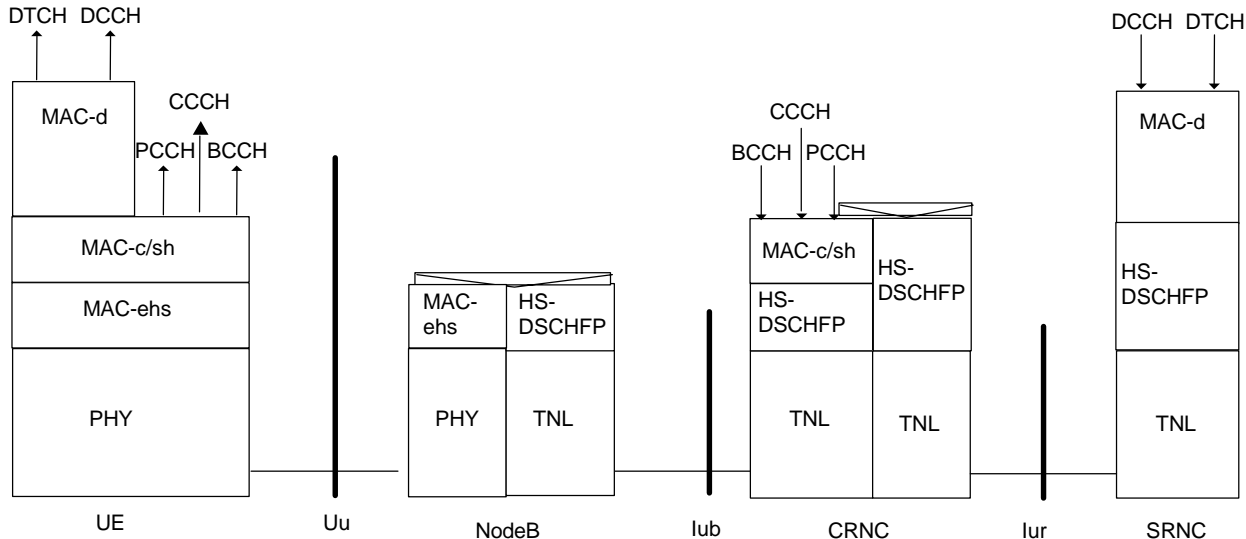 DTCH DCCH
DCCH DTCH
MAC-d
CCCH
CCCH
MAC-d
PCCH BCCH
BCCH PCCH
MAC-c/sh
MAC-c/sh
HS-
DSCHFP
HS-
DSCHFP
MAC-ehs
MAC-
ehs
HS-
DSCHFP
HS-
DSCHFP
PHY
PHY
TNL
TNL
TNL
TNL
UE
Uu
NodeB
Iub
CRNC
Iur
SRNC